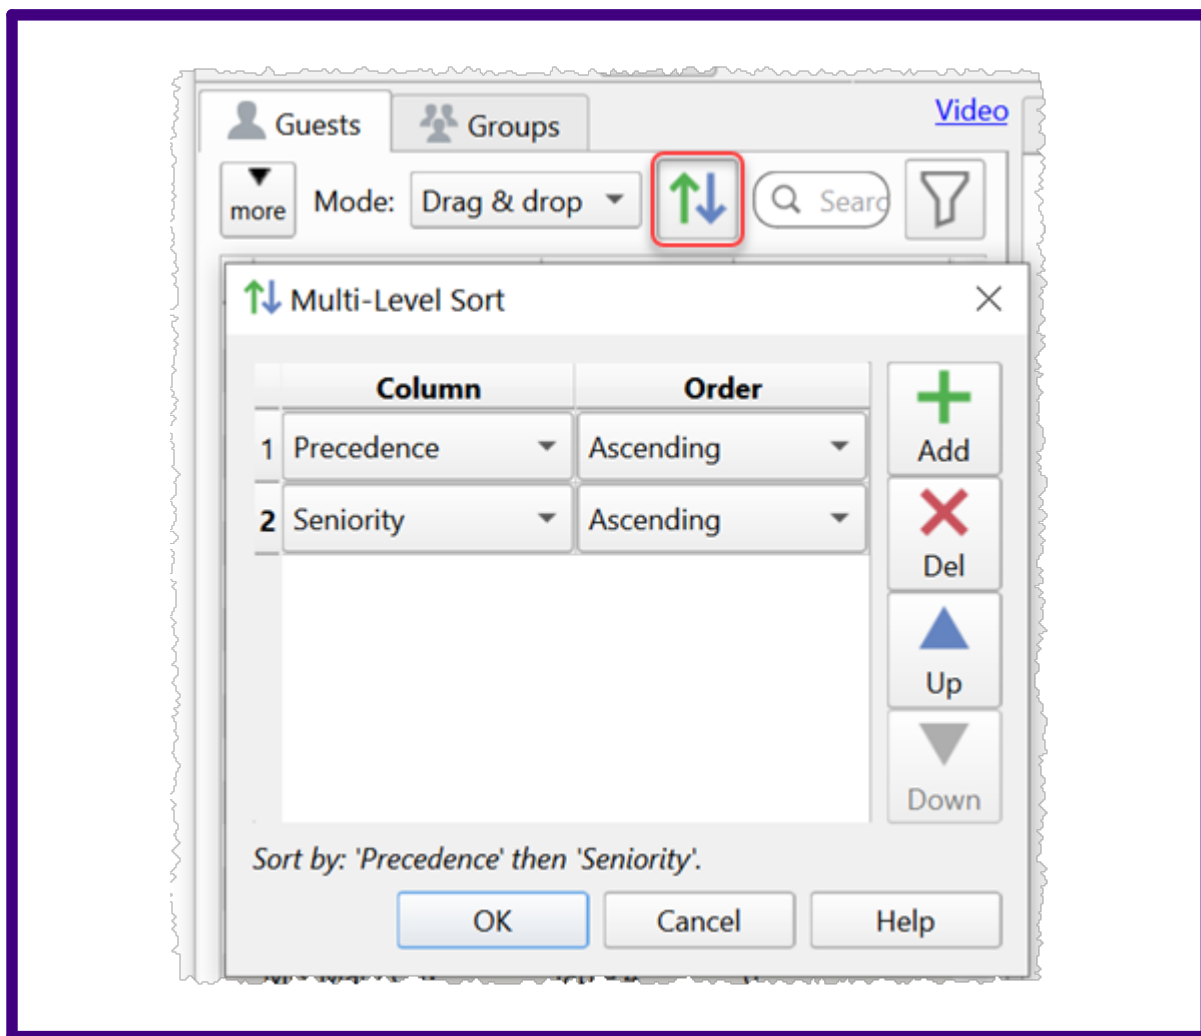 Guests Groups Video
more Mode: Drag & drop Searc
Multi-Level Sort
Column Order
1 Precedence Ascending Add
2 Seniority Ascending
Del
Up
Down
Sort by: 'Precedence' then 'Seniority'.
OK Cancel Help